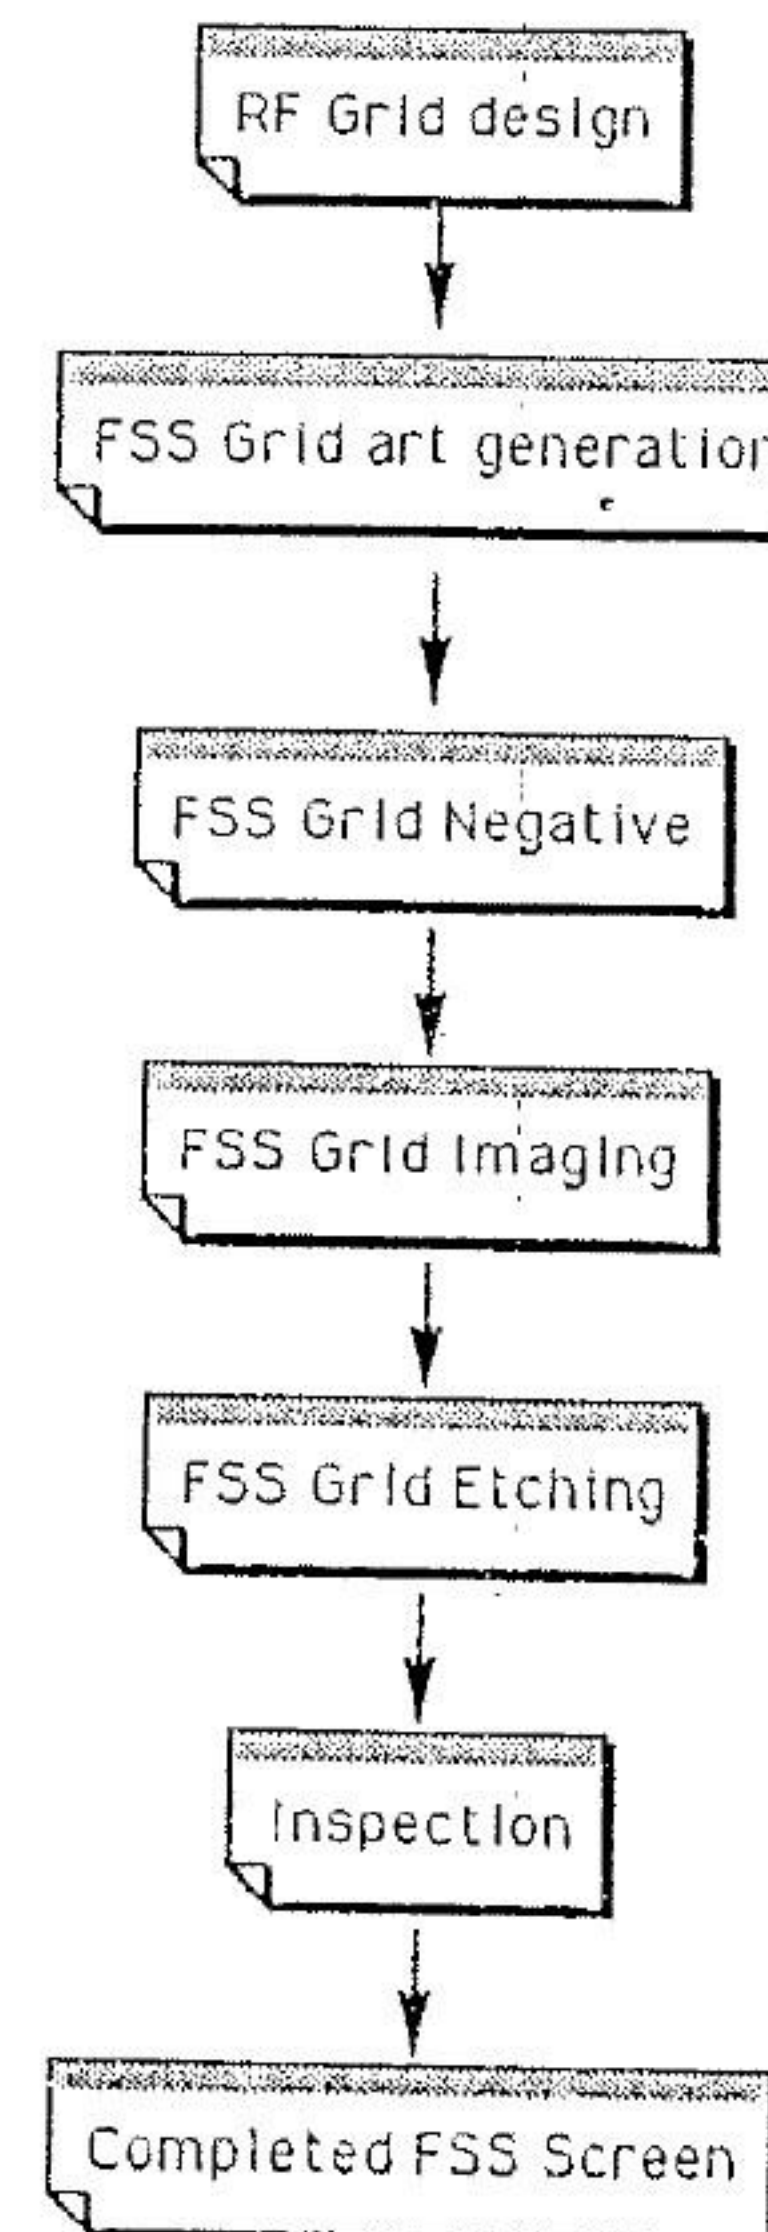 RF Grid design
FSS Grid art generation
FSS Grid Negative
FSS Grid Imaging
FSS Grid Etching
Inspection
Completed FSS Screen